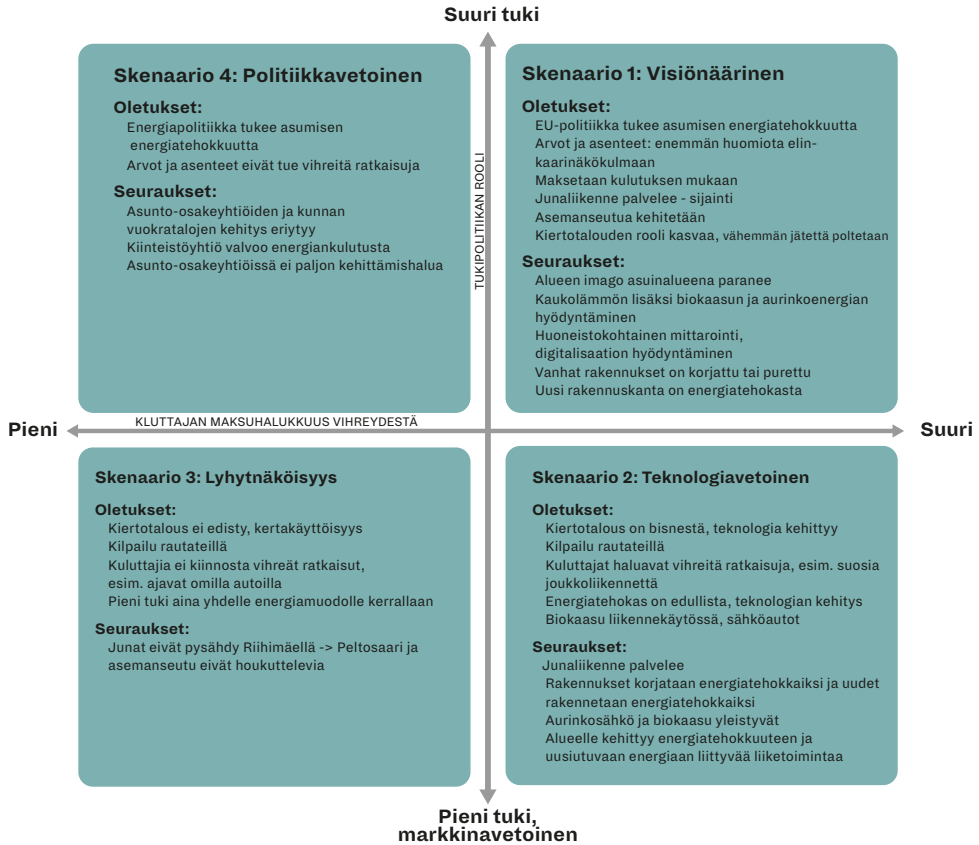 Suuri tuki
Skenaario 4: Politiikkavetoinen
Oletukset:
Energiapolitiikka tukee asumisen
energiatehokkuutta
Arvot ja asenteet eivät tue vihreitä ratkaisuja
Seuraukset:
Asunto-osakeyhtiöiden ja kunnan
vuokratalojen kehitys eriytyy
Kiinteistöyhtiö valvoo energiankulutusta
Asunto-osakeyhtiöissä ei paljon kehittämishalua
TUKIPOLITIIKAN ROOLI
Skenaario 1: Visiönäärinen
Oletukset:
EU-politiikka tukee asumisen energiatehokkuutta
Arvot ja asenteet: enemmän huomiota elin-
kaarinäkökulmaan
Maksetaan kulutuksen mukaan
Junaliikenne palvelee - sijainti
Asemanseutua kehitetään
Kiertotalouden rooli kasvaa, vähemmän jätettä poltetaan
Seuraukset:
Alueen imago asuinalueena paranee
Kaukolämmön lisäksi biokaasun ja aurinkoenergian
hyödyntäminen
Huoneistokohtainen mittarointi,
digitalisaation hyödyntäminen
Vanhat rakennukset on korjattu tai purettu
Uusi rakennuskanta on energiatehokasta
KLUTTAJAN MAKSUHALUKKUUS VIHREYDESTÄ
Pieni
Suuri
Skenaario 3: Lyhytnäköisyys
Oletukset:
Kiertotalous ei edisty, kertakäyttöisyys
Kilpailu rautateillä
Kuluttajia ei kiinnosta vihreät ratkaisut,
esim. ajavat omilla autoilla
Pieni tuki aina yhdelle energiamuodolle kerrallaan
Seuraukset:
Junat eivät pysähdy Riihimäellä -> Peltosaari ja
asemanseutu eivät houkuttelevia
Skenaario 2: Teknologiavetoinen
Oletukset:
Kiertotalous on bisnestä, teknologia kehittyy
Kilpailu rautateillä
Kuluttajat haluavat vihreitä ratkaisuja, esim. suosia
joukkoliikennettä
Energiatehokas on edullista, teknologian kehitys
Biokaasu liikennekäytössä, sähköautot
Seuraukset:
Junaliikenne palvelee
Rakennukset korjataan energiatehokkaiksi ja uudet
rakennetaan energiatehokkaiksi
Aurinkosähkö ja biokaasu yleistyvät
Alueelle kehittyy energiatehokkuuteen ja
uusiutuvaan energiaan liittyvää liiketoimintaa
Pieni tuki,
markkinavetoinen